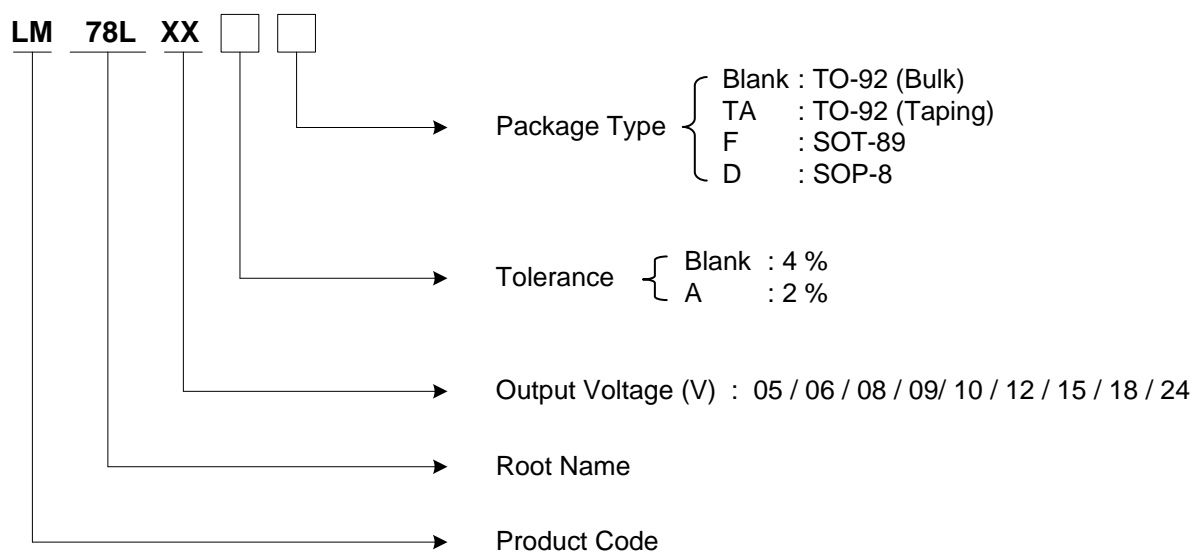 LM 78L XX
Package Type
Blank : TO-92 (Bulk)
TA : TO-92 (Taping)
F : SOT-89
D : SOP-8
Tolerance
Blank : 4 %
A : 2 %
Output Voltage (V) : 05 / 06 / 08 / 09/ 10 / 12 / 15 / 18 / 24
Root Name
Product Code